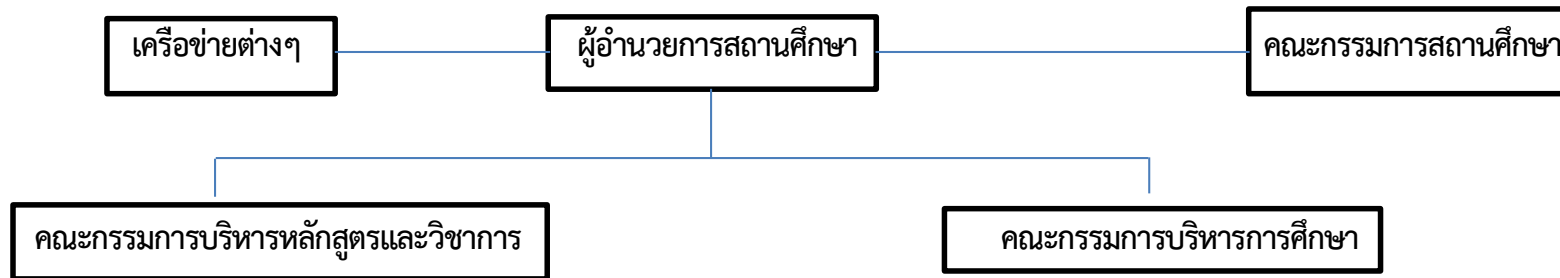 เครือข่ายต่างๆ
ผู้อำนวยการสถานศึกษา
คณะกรรมการสถานศึกษา
คณะกรรมการบริหารหลักสูตรและวิชาการ
คณะกรรมการบริหารการศึกษา